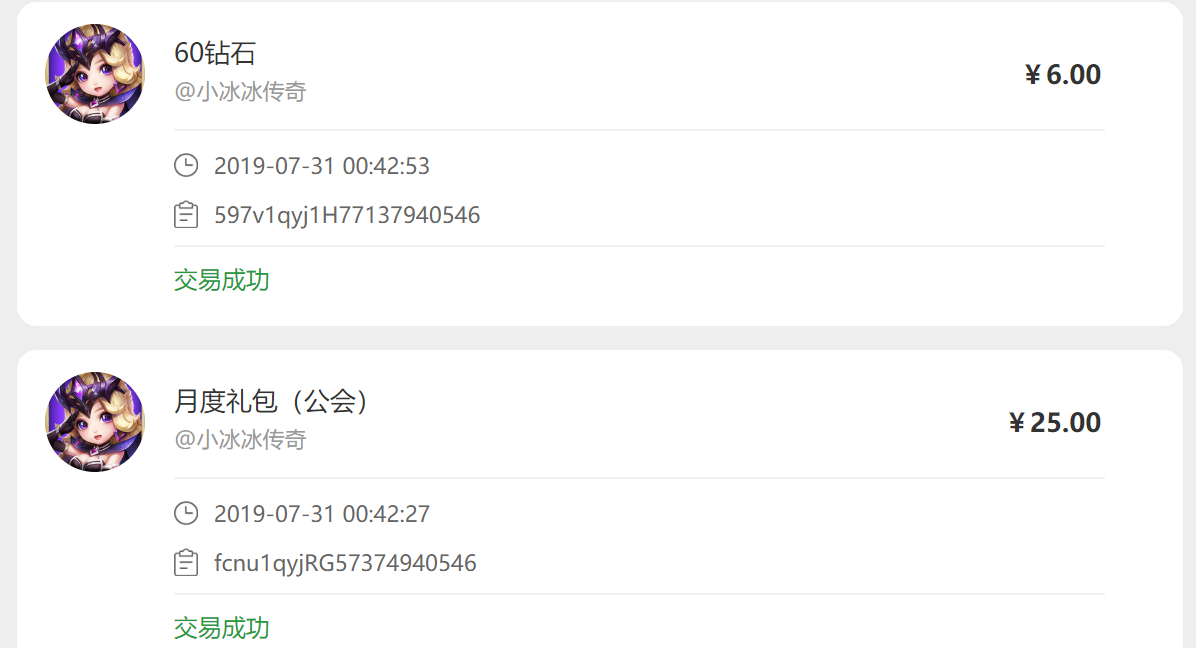 60钻石
¥ 6.00
@小冰冰传奇
2019-07-31 00:42:53
597v1qyj1H77137940546
交易成功
月度礼包（公会）
¥ 25.00
@小冰冰传奇
2019-07-31 00:42:27
fcnu1qyjRG57374940546
交易成功